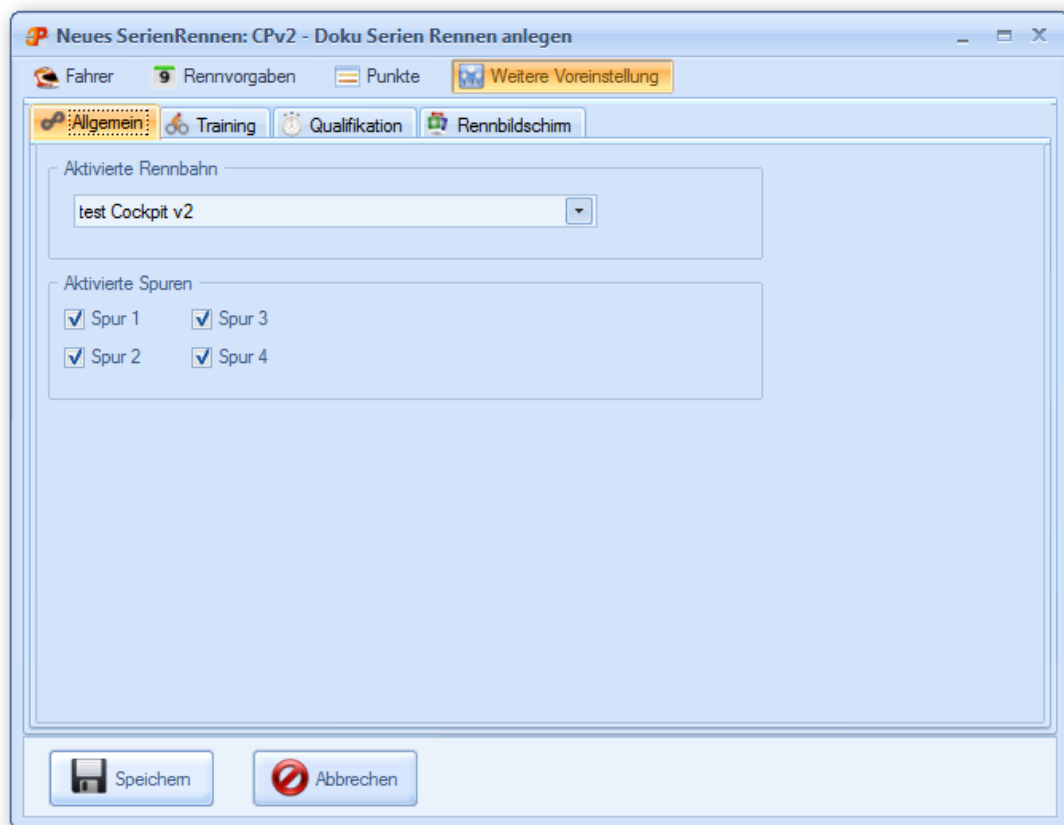 Neues SerienRennen: CPv2 - Doku Serien Rennen anlegen
Fahrer 9 Rennvorgaben Punkte Weitere Voreinstellung
Allgemein Training Qualifikation Rennbildschirm
Aktivierte Rennbahn
test Cockpit v2
Aktivierte Spuren
Spur 1 Spur 3
Spur 2 Spur 4
Speichern Abbrechen